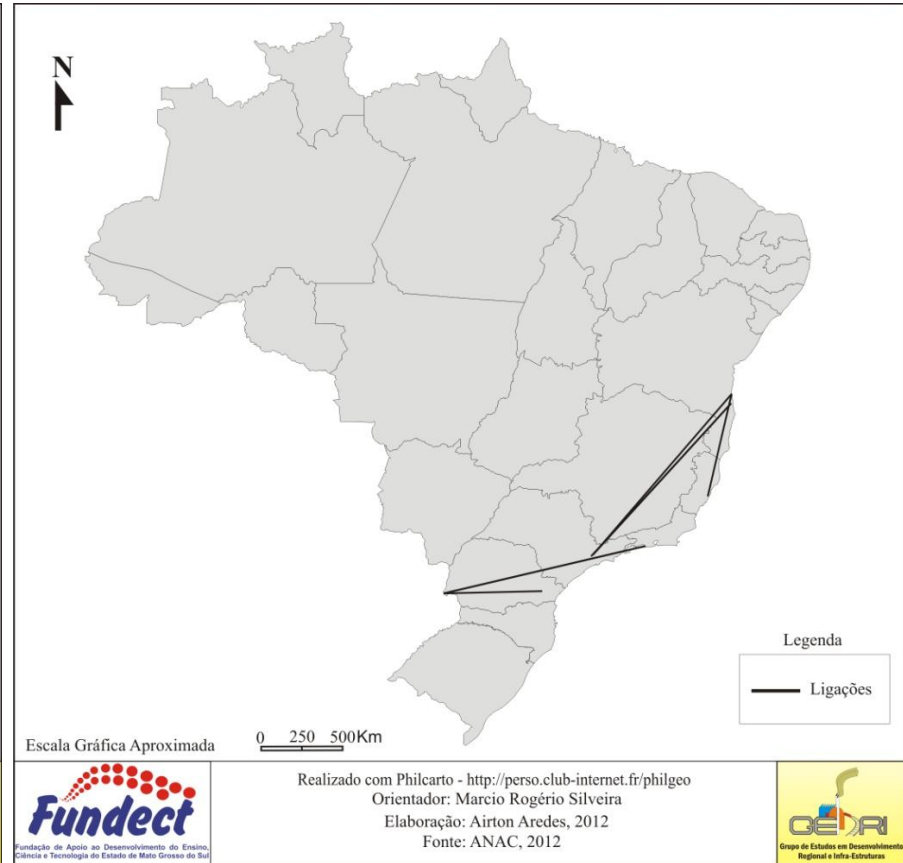 N
Legenda
Ligações
Escala Gráfica Aproximada
0 250 500Km
Fundect
Fundação de Apoio ao Desenvolvimento do Ensino,
Ciência e Tecnologia do Estado de Mato Grosso do Sul
Realizado com Philcarto - http://perso.club-internet.fr/philgeo
Orientador: Marcio Rogério Silveira
Elaboração: Airton Aredes, 2012
Fonte: ANAC, 2012
GEDRI
Grupo de Estudos em Desenvolvimento
Regional e Infra-Estruturas